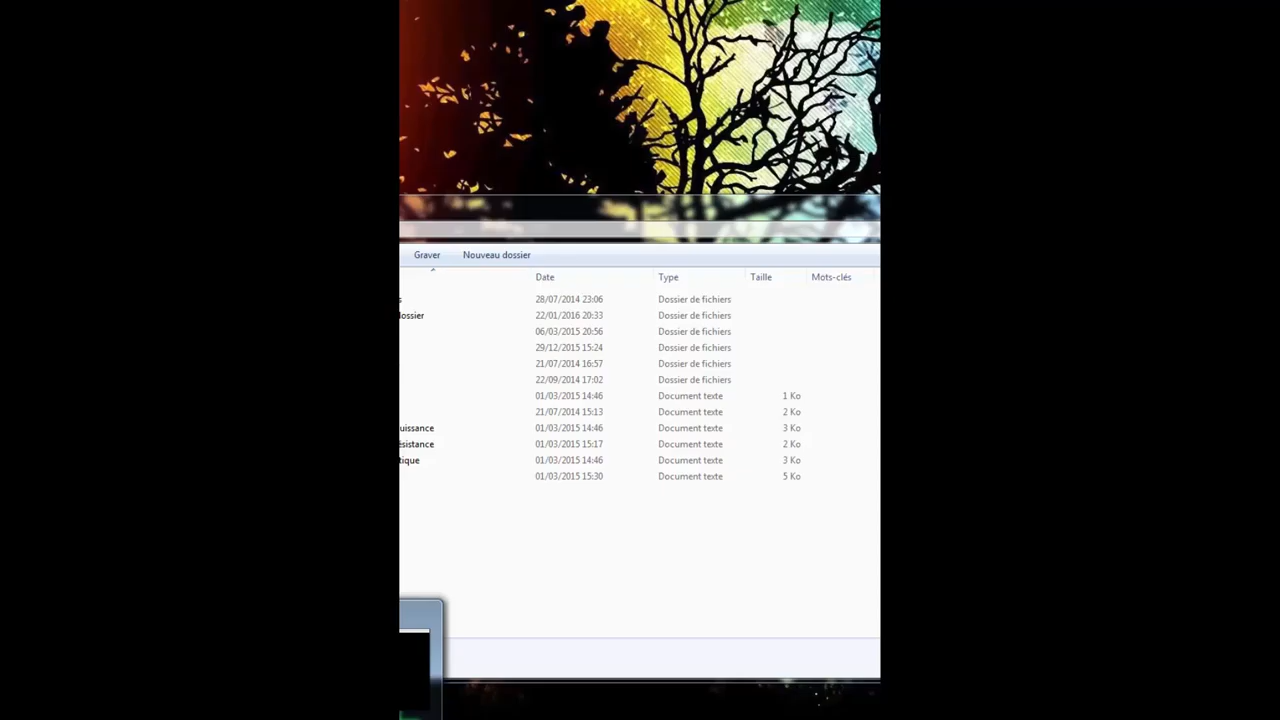 Graver Nouveau dossier
Date Type Taille Mots-clés
s 28/07/2014 23:06 Dossier de fichiers
dossier 22/01/2016 20:33 Dossier de fichiers
06/03/2015 20:56 Dossier de fichiers
29/12/2015 15:24 Dossier de fichiers
21/07/2014 16:57 Dossier de fichiers
22/09/2014 17:02 Dossier de fichiers
01/03/2015 14:46 Document texte 1 Ko
21/07/2014 15:13 Document texte 2 Ko
uissance 01/03/2015 14:46 Document texte 3 Ko
ésistance 01/03/2015 15:17 Document texte 2 Ko
tique 01/03/2015 14:46 Document texte 3 Ko
01/03/2015 15:30 Document texte 5 Ko